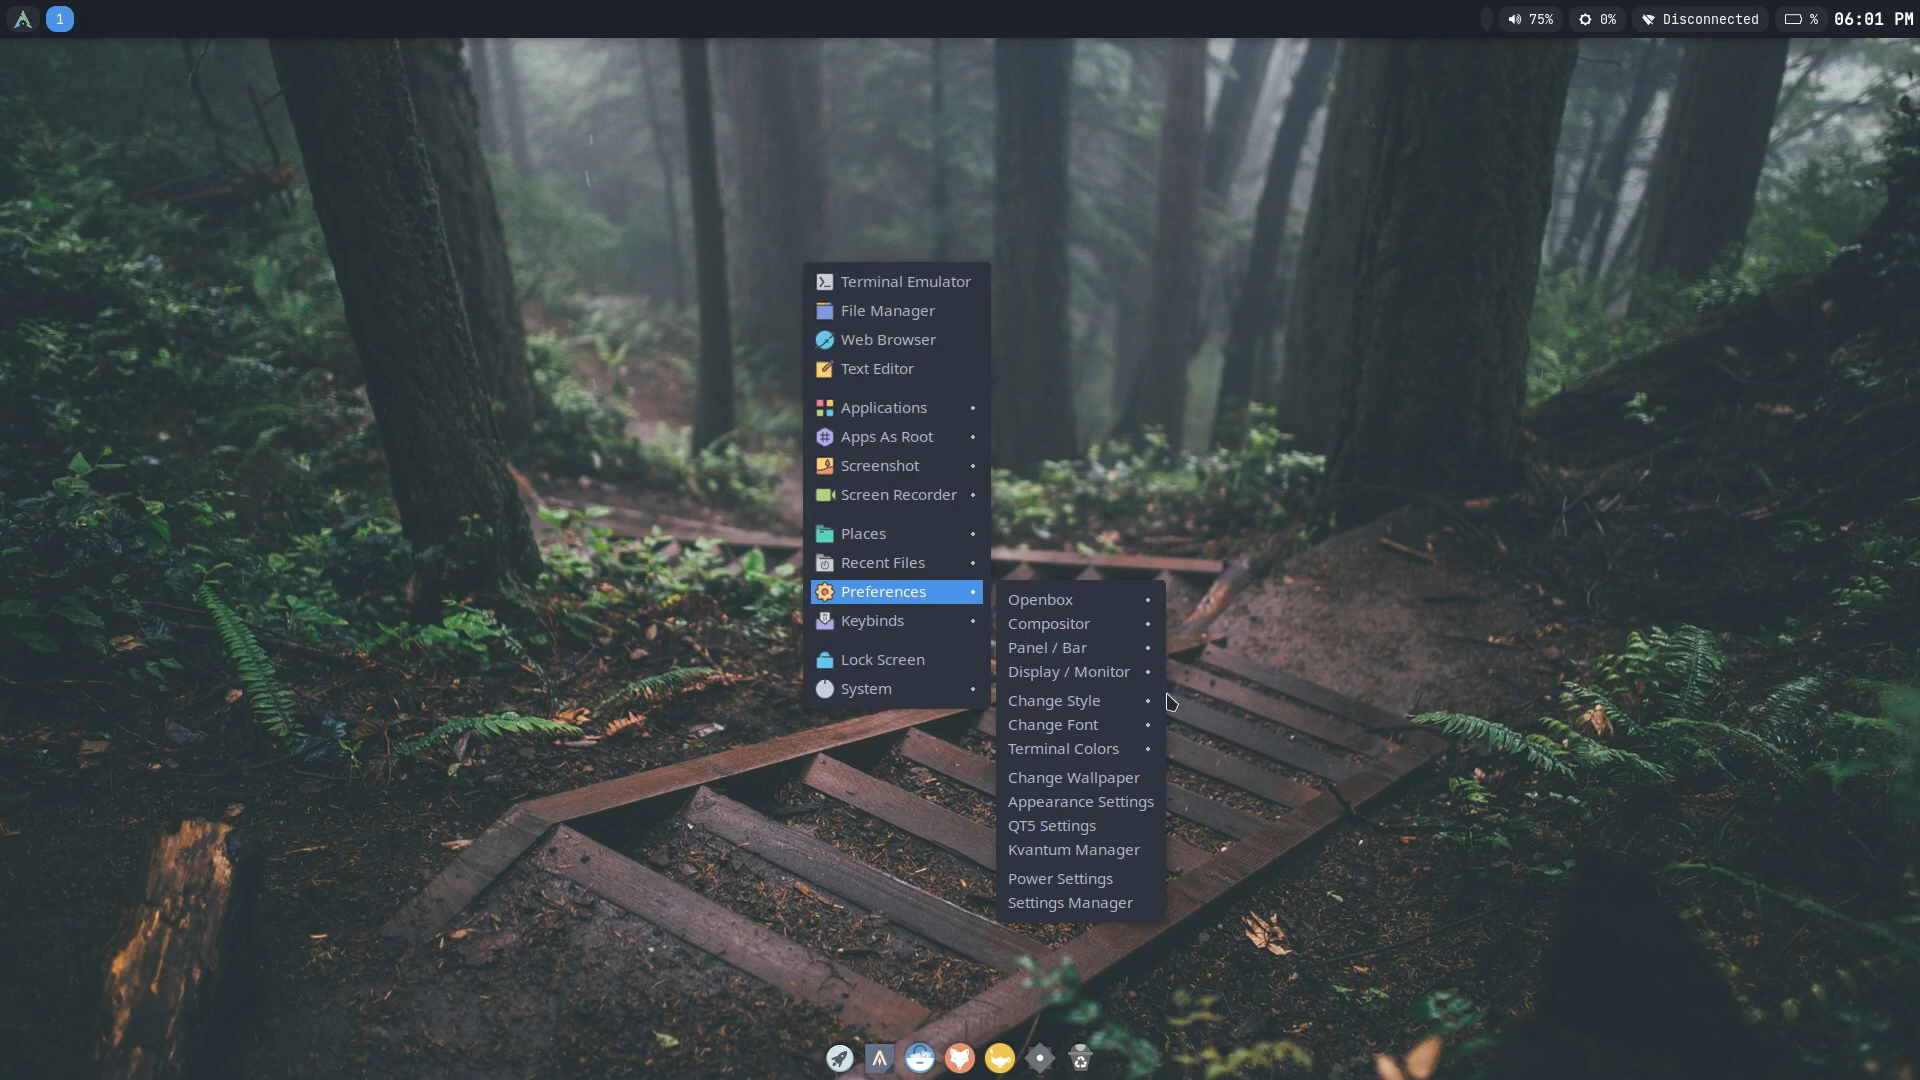 1
75%
0%
Disconnected
%
06:01 PM
Terminal Emulator
File Manager
Web Browser
Text Editor
Applications
Apps As Root
Screenshot
Screen Recorder
Places
Recent Files
Preferences
Keybinds
Lock Screen
System
Openbox
Compositor
Panel / Bar
Display / Monitor
Change Style
Change Font
Terminal Colors
Change Wallpaper
Appearance Settings
QT5 Settings
Kvantum Manager
Power Settings
Settings Manager